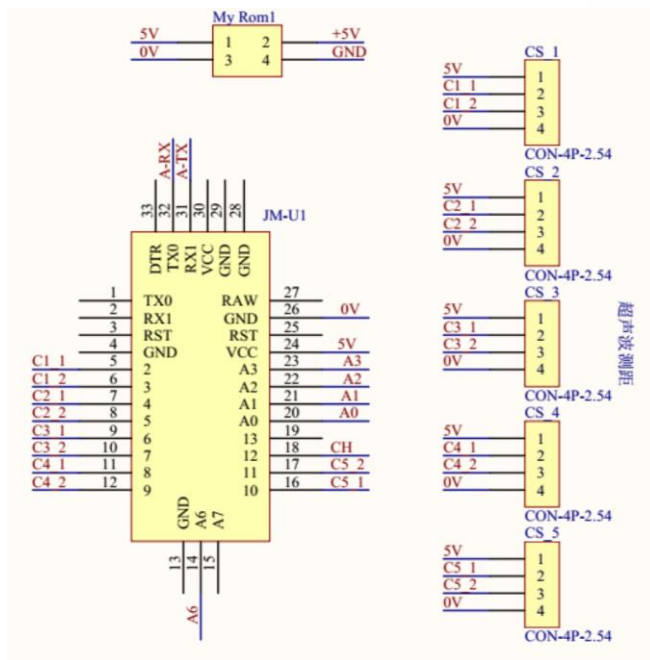 My Rom1
5V 1 2 +5V
0V 3 4 GND
A-RX
A-TX
33 32 31 30 29 28
JM-U1
DTR TX0 RX1 VCC GND GND
1 TX0 RAW 27
2 RX1 GND 26 0V
3 RST RST 25
4 GND VCC 24 5V
C1_1 5 2 A3 23 A3
C1_2 6 3 A2 22 A2
C2_1 7 4 A1 21 A1
C2_2 8 5 A0 20 A0
C3_1 9 6 13 19
C3_2 10 7 12 18 CH
C4_1 11 8 11 17 C5_2
C4_2 12 9 10 16 C5_1
GND A6 A7
13 14 15
A6
CS_1
5V 1
C1_1 2
C1_2 3
0V 4
CON-4P-2.54
CS_2
5V 1
C2_1 2
C2_2 3
0V 4
CON-4P-2.54
CS_3
5V 1
C3_1 2
C3_2 3
0V 4
CON-4P-2.54
CS_4
5V 1
C4_1 2
C4_2 3
0V 4
CON-4P-2.54
CS_5
5V 1
C5_1 2
C5_2 3
0V 4
CON-4P-2.54
超声波测距